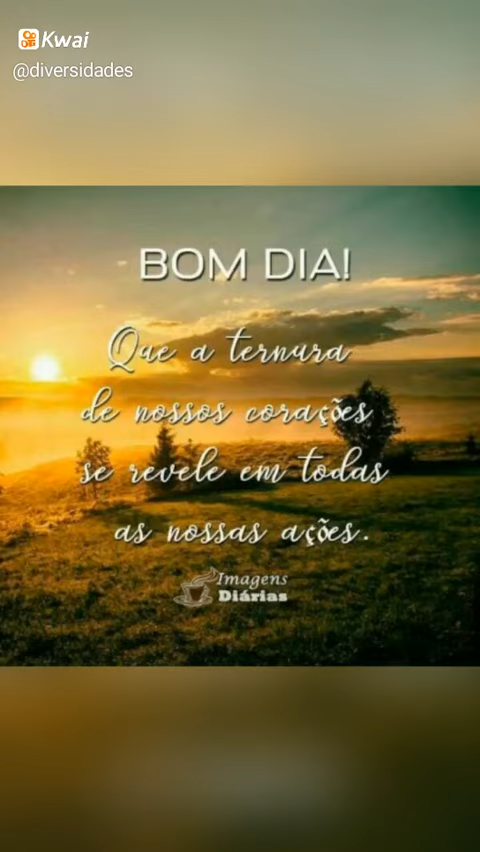 Kwai
@diversidades
BOM DIA!
Que a ternura
de nossos corações
se revele em todas
as nossas ações.
Imagens
Diárias